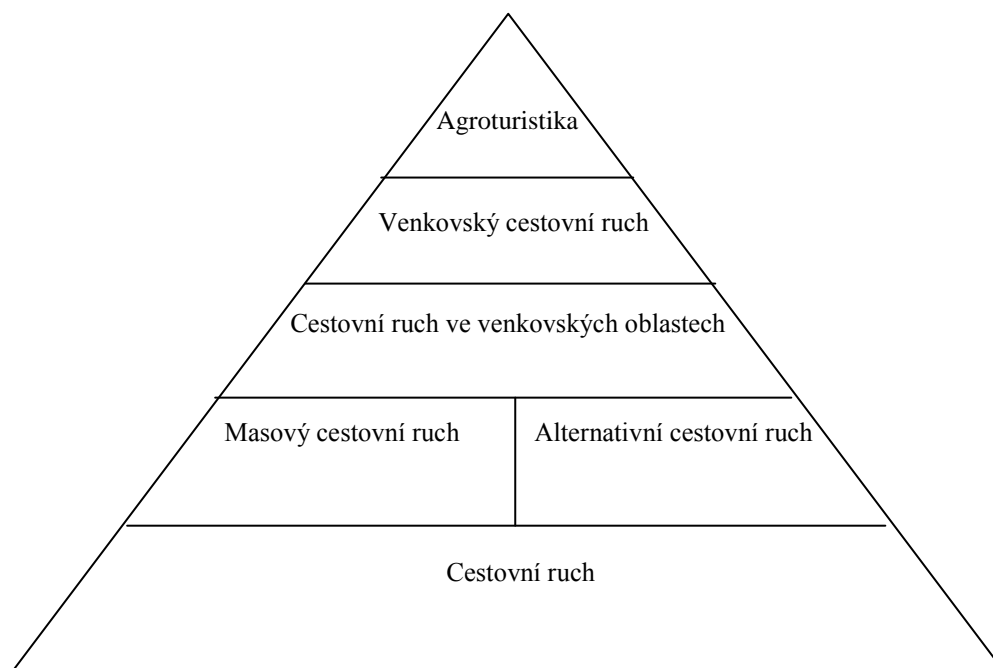 Agroturistika
Venkovský cestovní ruch
Cestovní ruch ve venkovských oblastech
Masový cestovní ruch
Alternativní cestovní ruch
Cestovní ruch